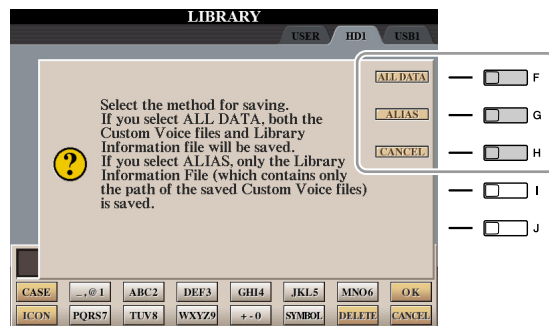 LIBRARY
USER HD1 USB1
ALL DATA F
ALIAS G
CANCEL H
I
J
Select the method for saving.
If you select ALL DATA, both the
Custom Voice files and Library
Information file will be saved.
If you select ALIAS, only the Library
Information File (which contains only
the path of the saved Custom Voice files)
is saved.
?
CASE _,@1 ABC2 DEF3 GHI4 JKL5 MNO6 OK
ICON PQRS7 TUV8 WXYZ9 +-0 SYMBOL DELETE CANCEL